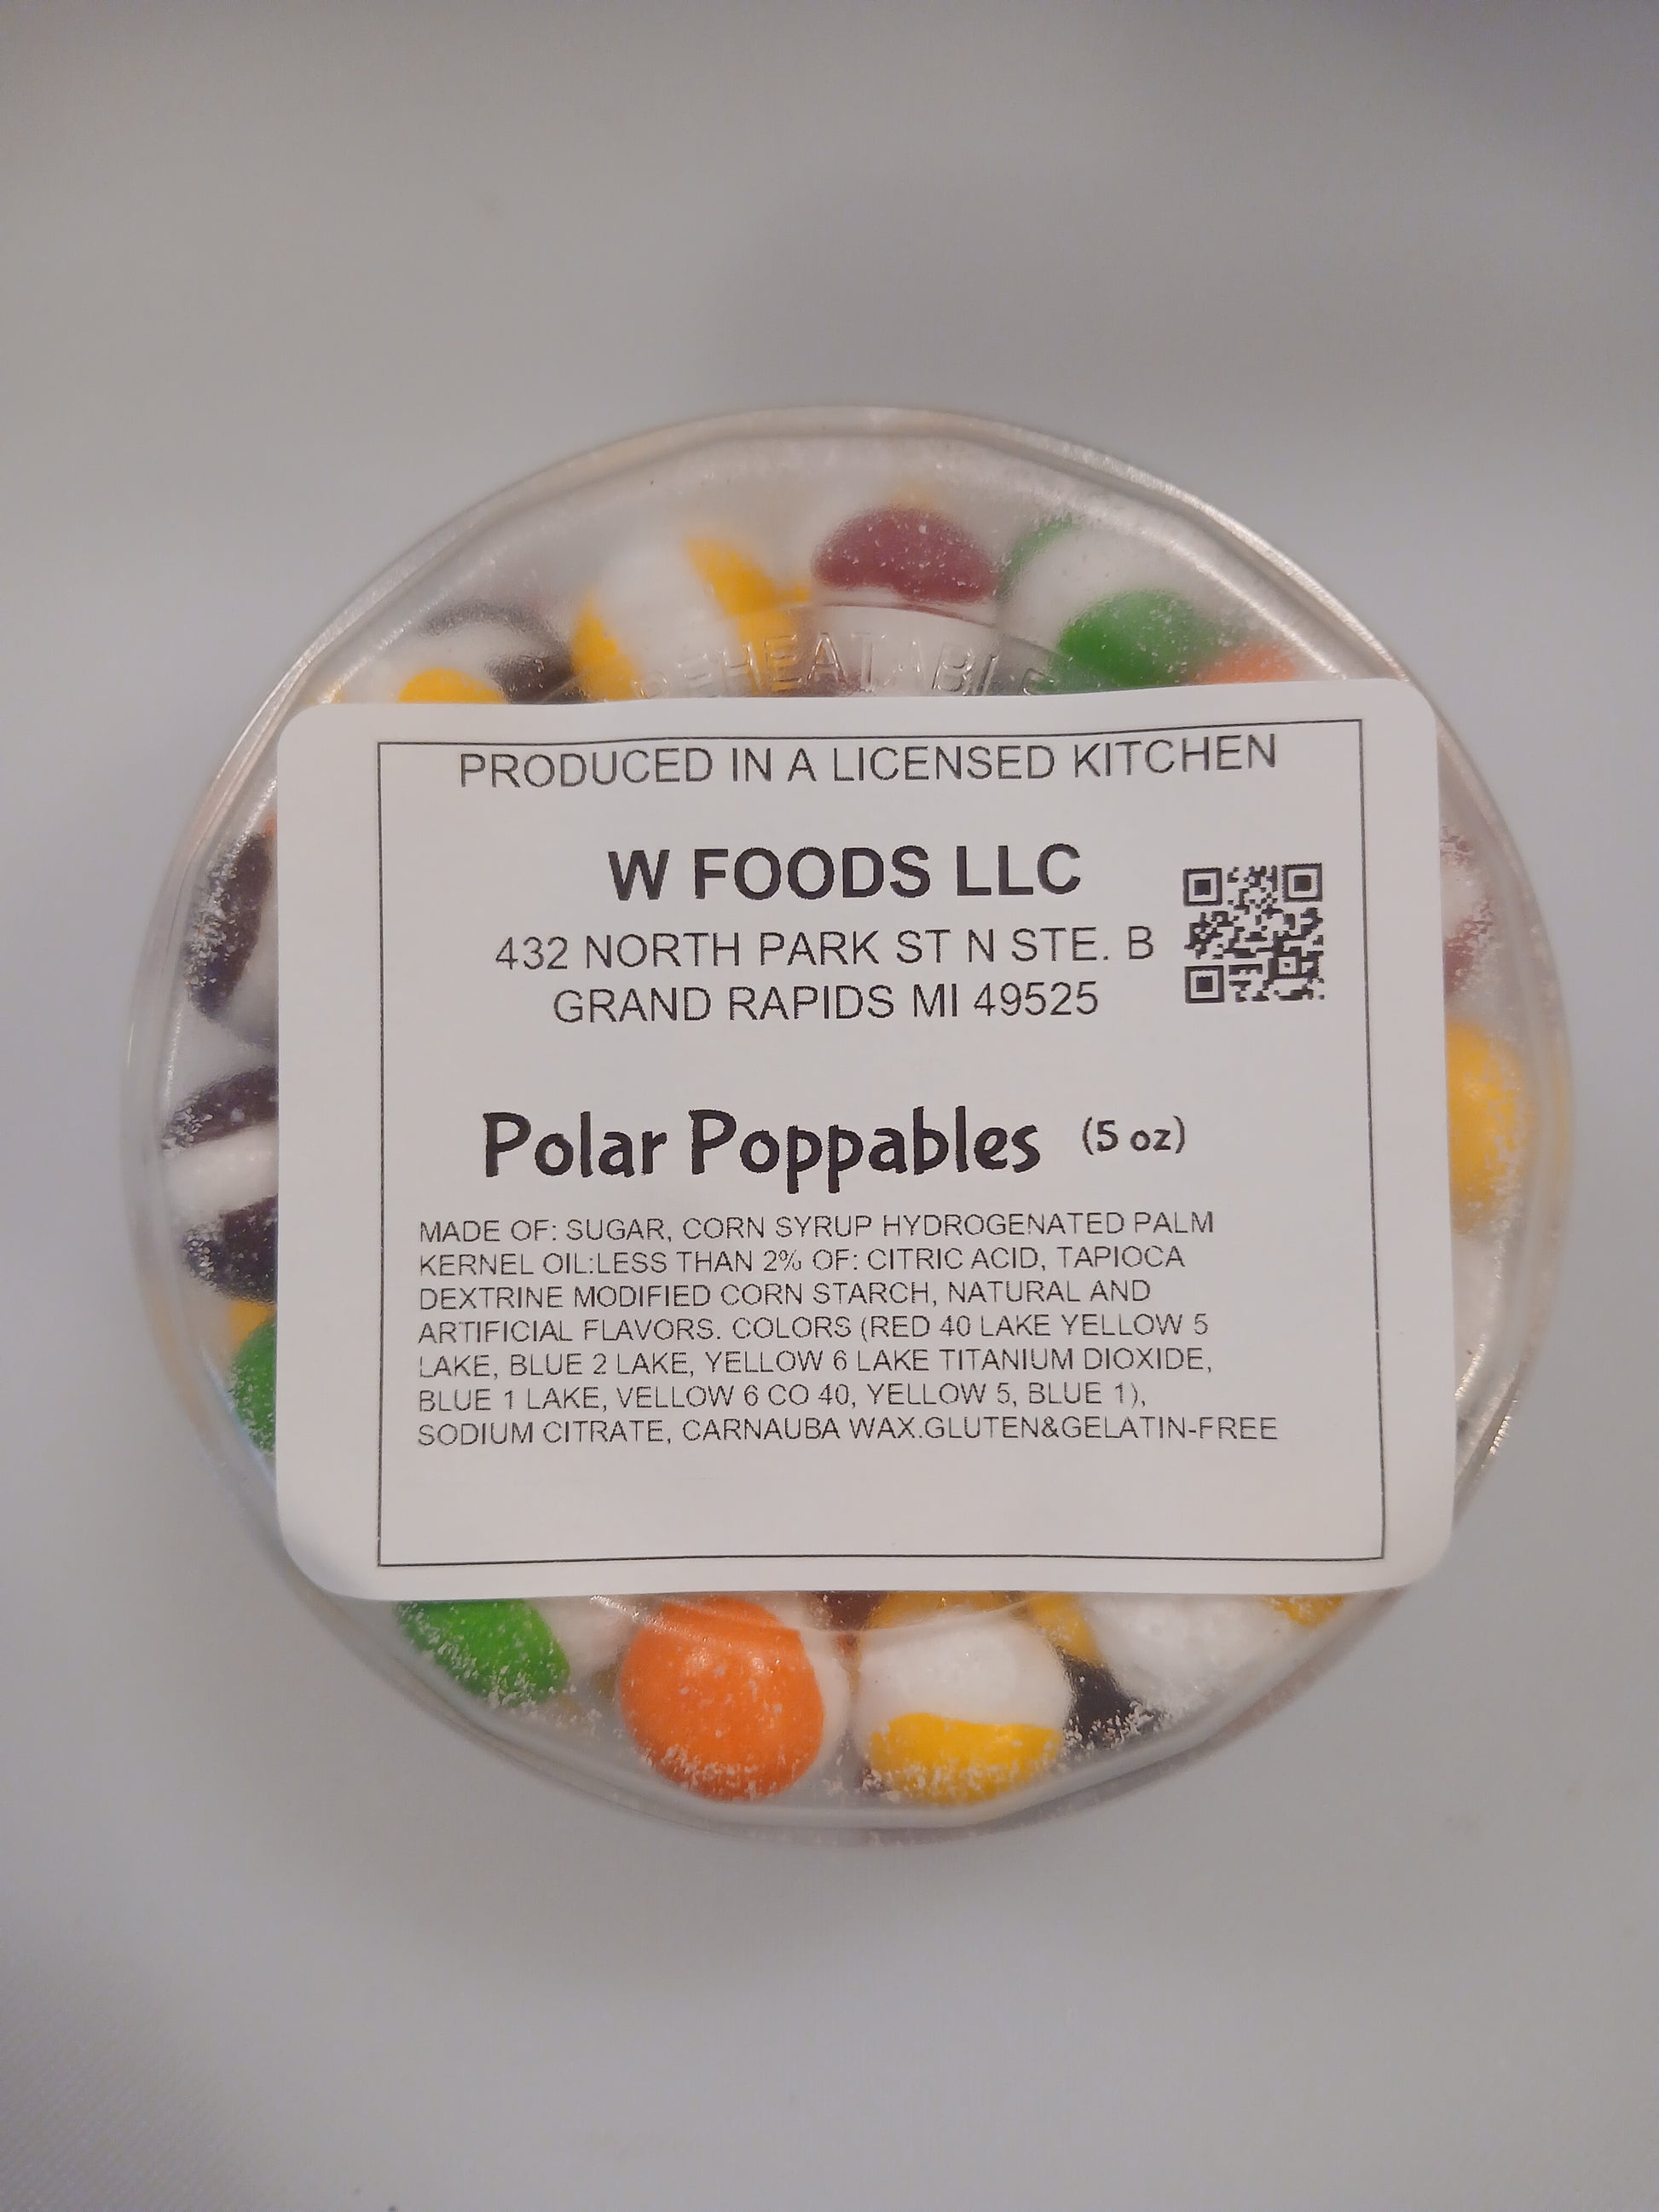 REHEATABLE
PRODUCED IN A LICENSED KITCHEN
W FOODS LLC
432 NORTH PARK ST N STE. B
GRAND RAPIDS MI 49525
Polar Poppables (5 oz)
MADE OF: SUGAR, CORN SYRUP HYDROGENATED PALM
KERNEL OIL:LESS THAN 2% OF: CITRIC ACID, TAPIOCA
DEXTRINE MODIFIED CORN STARCH, NATURAL AND
ARTIFICIAL FLAVORS. COLORS (RED 40 LAKE YELLOW 5
LAKE, BLUE 2 LAKE, YELLOW 6 LAKE TITANIUM DIOXIDE,
BLUE 1 LAKE, VELLOW 6 CO 40, YELLOW 5, BLUE 1),
SODIUM CITRATE, CARNAUBA WAX.GLUTEN&GELATIN-FREE